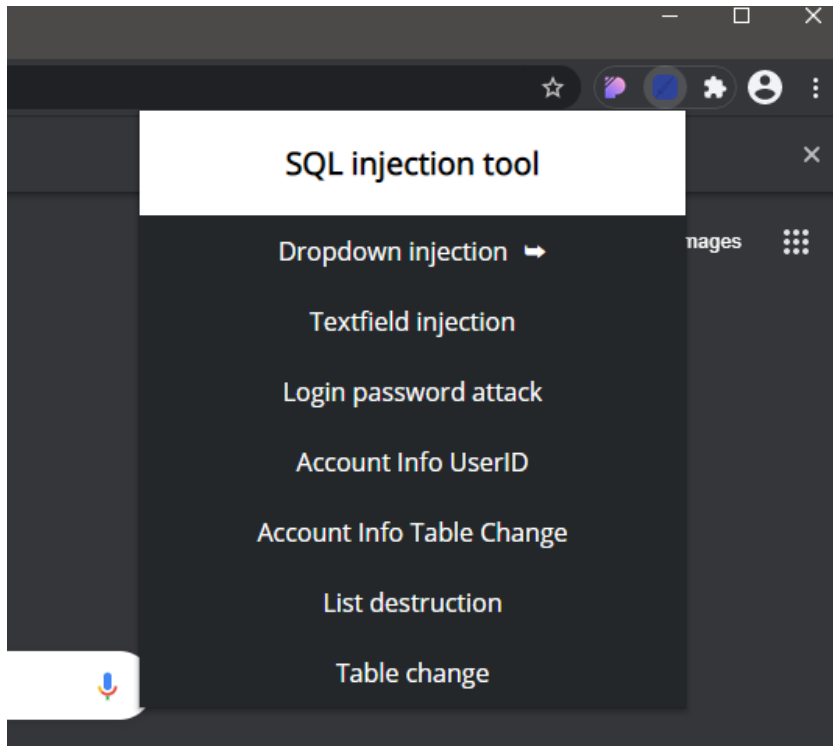 SQL injection tool
Dropdown injection ➥
mages
Textfield injection
Login password attack
Account Info UserID
Account Info Table Change
List destruction
Table change